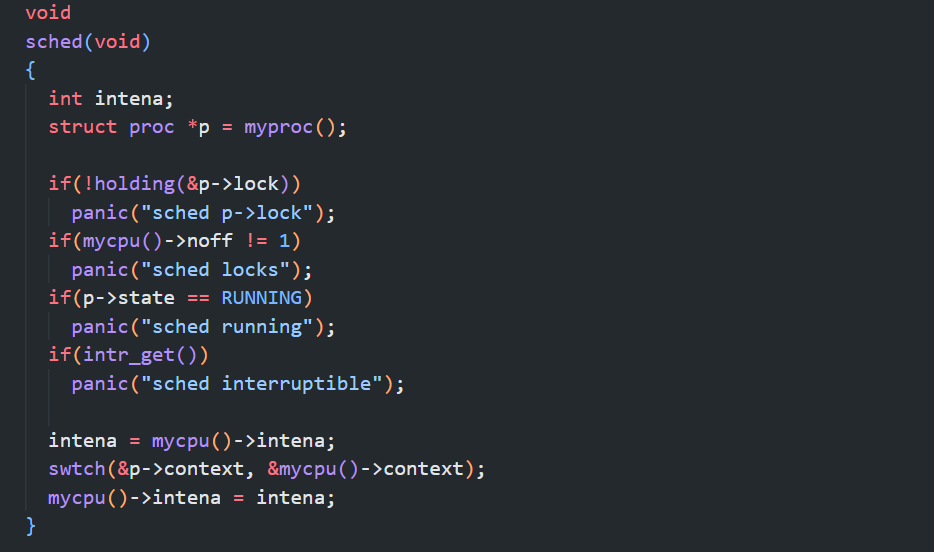 void
sched(void)
{
  int intena;
  struct proc *p = myproc();

  if(!holding(&p->lock))
    panic("sched p->lock");
  if(mycpu()->noff != 1)
    panic("sched locks");
  if(p->state == RUNNING)
    panic("sched running");
  if(intr_get())
    panic("sched interruptible");

  intena = mycpu()->intena;
  swtch(&p->context, &mycpu()->context);
  mycpu()->intena = intena;
}